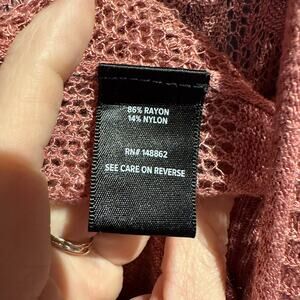 86% RAYON
14% NYLON
RN# 148862
SEE CARE ON REVERSE